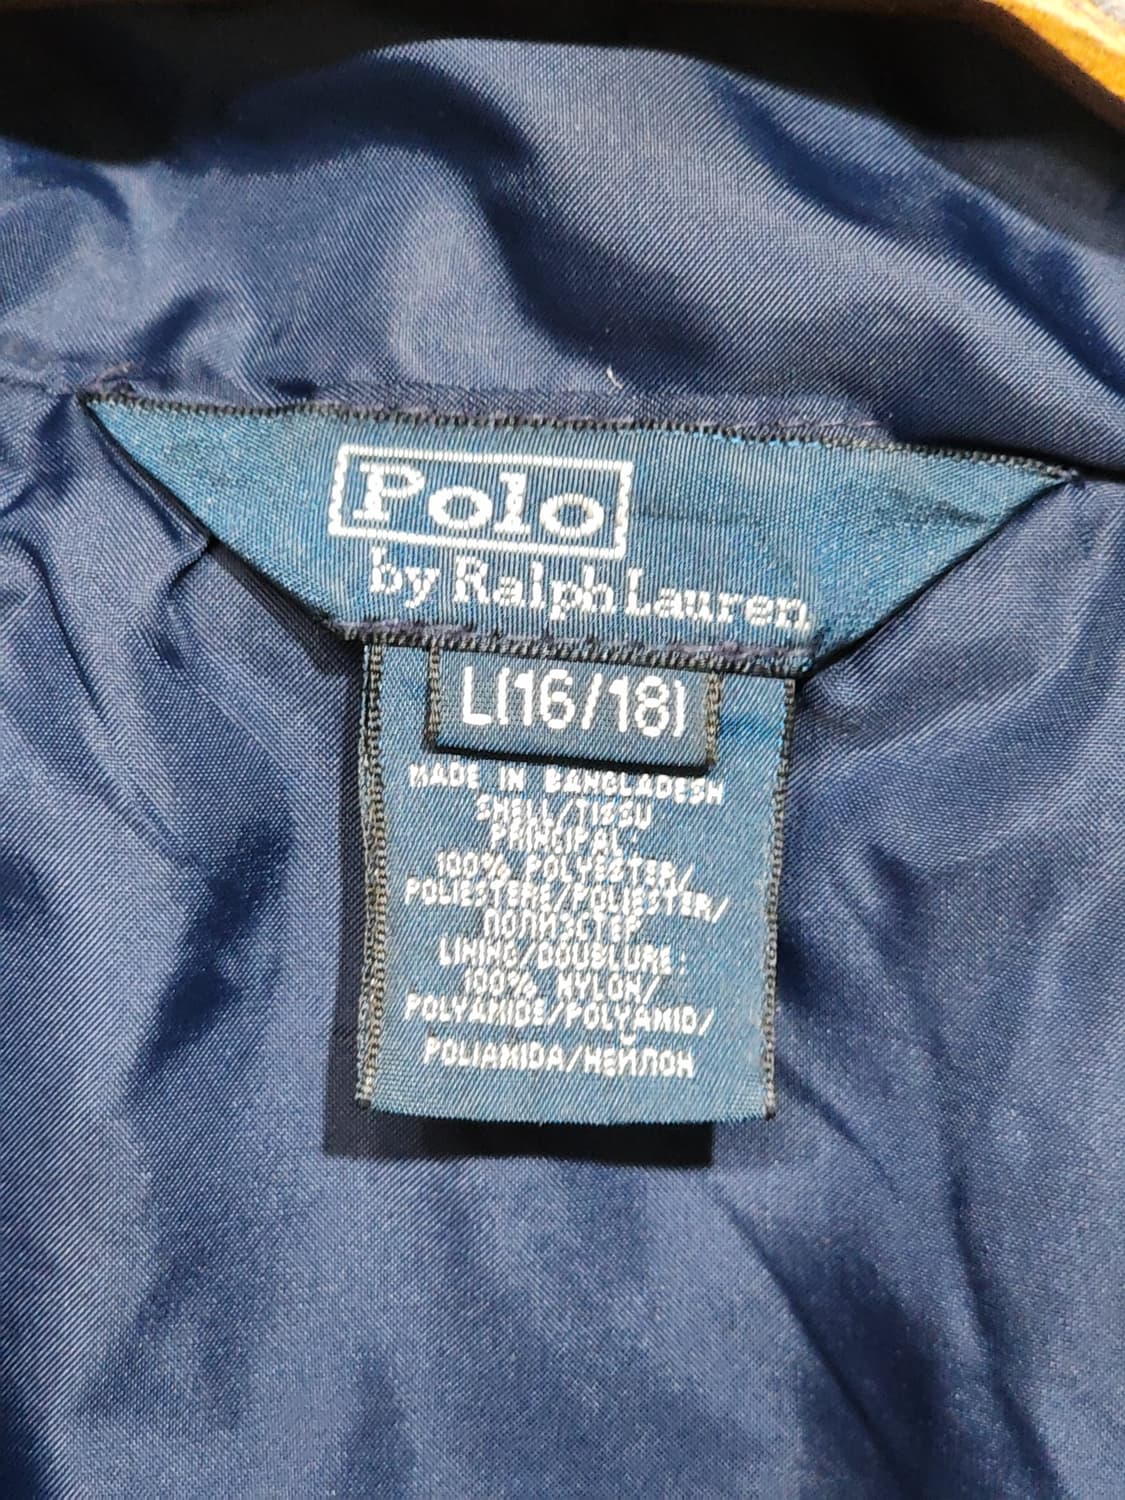 Polo
by Ralph Lauren
L(16/18)
MADE IN BANGLADESH
SHELL/TISSU
PRINCIPAL
100% POLYESTER/
POLIESTERE/POLIESTER/
ПОЛИЭСТЕР
LINING/DOUBLURE:
100% NYLON/
POLYAMIDE/POLYAMID/
POLIAMIDA/НЕЙЛОН